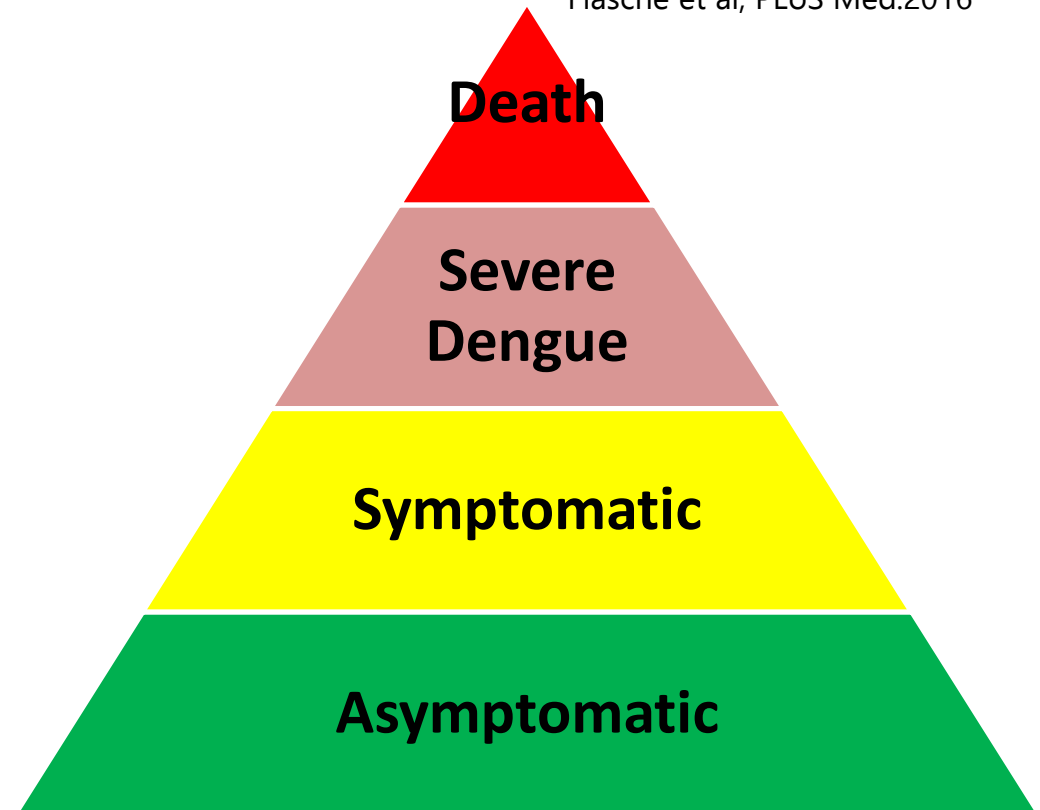 Flasche et al, PLOS Med.2016
Death
Severe
Dengue
Symptomatic
Asymptomatic